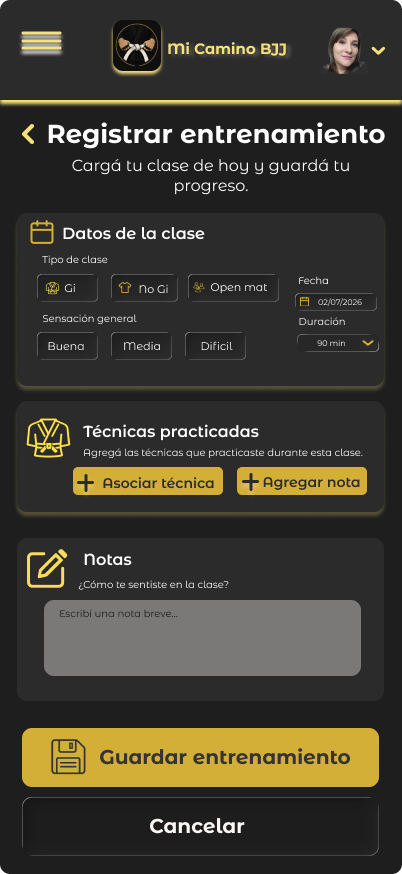 Mi Camino BJJ
Registrar entrenamiento
Cargá tu clase de hoy y guardá tu
progreso.
Datos de la clase
Tipo de clase
Gi
No Gi
Open mat
Fecha
02/07/2026
Sensación general
Duración
Buena
Media
Dificil
90 min
Técnicas practicadas
Agregá las técnicas que practicaste durante esta clase.
Asociar técnica
Agregar nota
Notas
¿Cómo te sentiste en la clase?
Escribí una nota breve...
Guardar entrenamiento
Cancelar